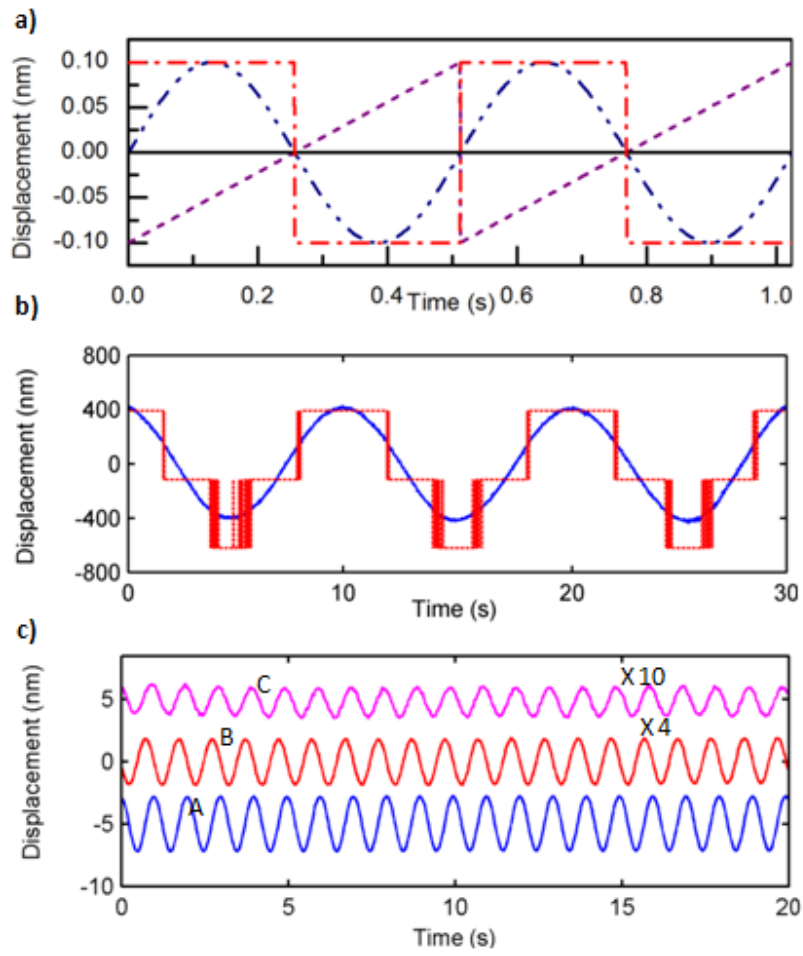 a)
Displacement (nm)
0.10
0.05
0.00
-0.05
-0.10
0.0 0.2 0.4 0.6 0.8 1.0
Time (s)
b)
Displacement (nm)
800
400
0
-400
-800
0 10 20 30
Time (s)
c)
Displacement (nm)
5
0
-5
-10
C X 10
B X 4
A
0 5 10 15 20
Time (s)